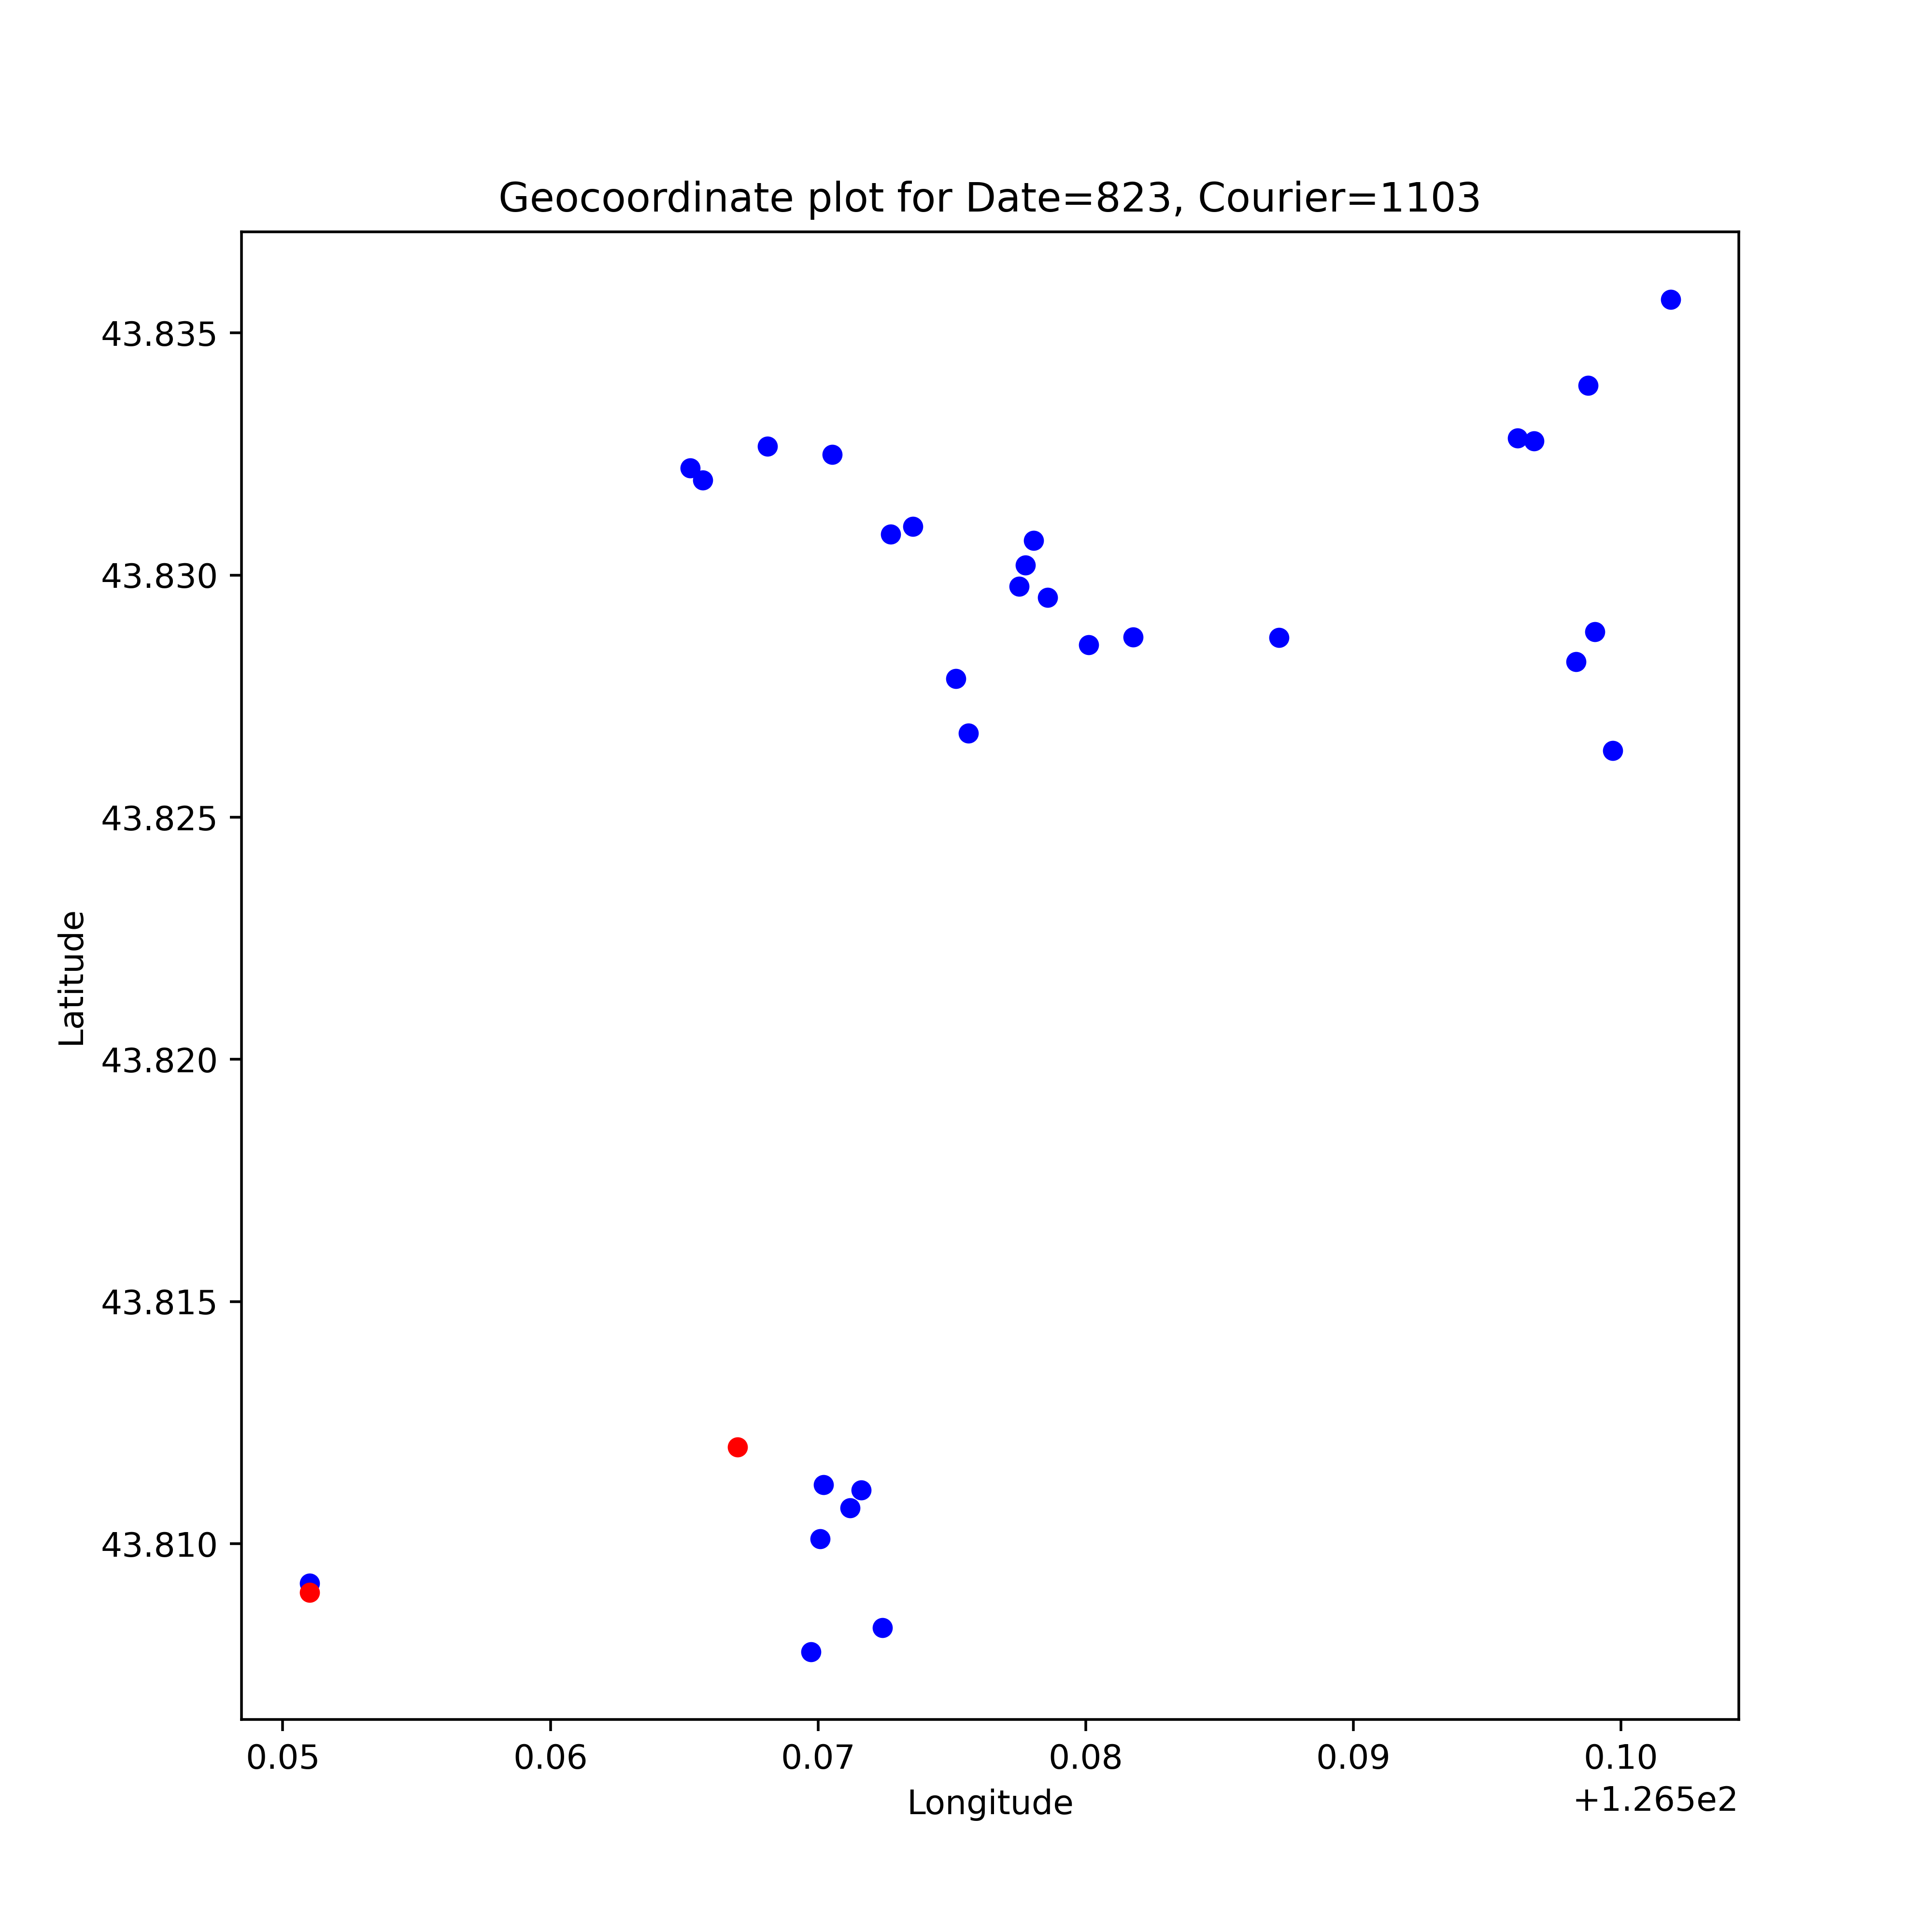 Geocoordinate plot for Date=823, Courier=1103
43.835
43.830
43.825
43.820
43.815
43.810
Latitude
0.05 0.06 0.07 0.08 0.09 0.10
Longitude
+1.265e2